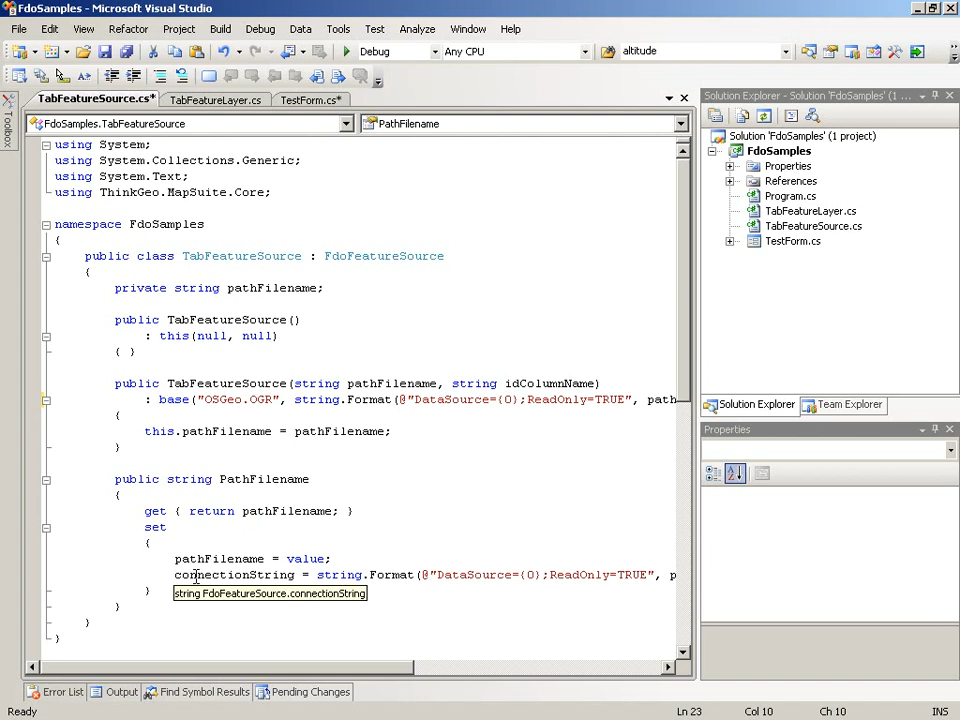 FdoSamples - Microsoft Visual Studio
File Edit View Refactor Project Build Debug Data Tools Test Analyze Window Help
Debug Any CPU altitude
TabFeatureSource.cs* TabFeatureLayer.cs TestForm.cs*
Toolbox
FdoSamples.TabFeatureSource PathFilename
using System;
using System.Collections.Generic;
using System.Text;
using ThinkGeo.MapSuite.Core;
namespace FdoSamples
{
public class TabFeatureSource : FdoFeatureSource
{
private string pathFilename;
public TabFeatureSource()
: this(null, null)
{ }
public TabFeatureSource(string pathFilename, string idColumnName)
: base("OSGeo.OGR", string.Format(@"DataSource={0};ReadOnly=TRUE", path
{
this.pathFilename = pathFilename;
}
public string PathFilename
{
get { return pathFilename; }
set
{
pathFilename = value;
connectionString = string.Format(@"DataSource={0};ReadOnly=TRUE", p
string FdoFeatureSource.connectionString
}
}
}
}
Solution Explorer - Solution 'FdoSamples' (1 ...
Solution 'FdoSamples' (1 project)
FdoSamples
Properties
References
Program.cs
TabFeatureLayer.cs
TabFeatureSource.cs
TestForm.cs
Solution Explorer Team Explorer
Properties
Error List Output Find Symbol Results Pending Changes
Ready Ln 23 Col 10 Ch 10 INS